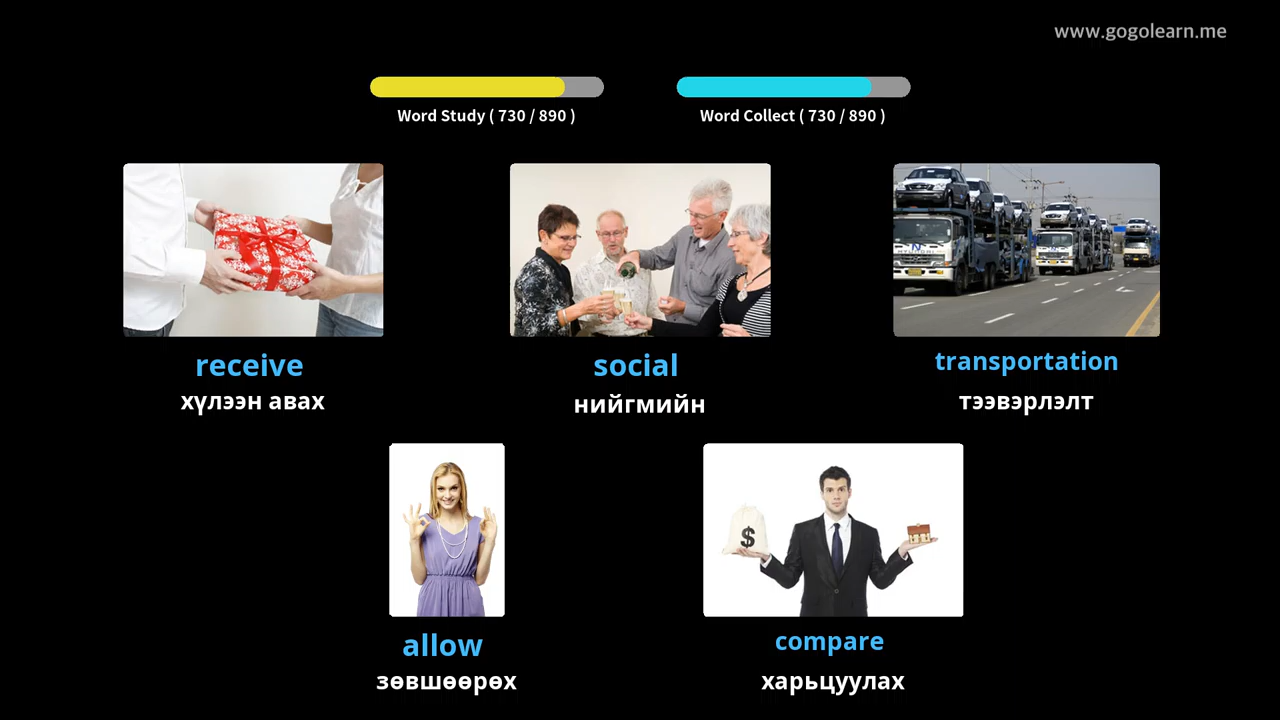 www.gogolearn.me
Word Study ( 730 / 890 )
Word Collect ( 730 / 890 )
receive
хүлээн авах
social
нийгмийн
transportation
тээвэрлэлт
allow
зөвшөөрөх
compare
харьцуулах
$